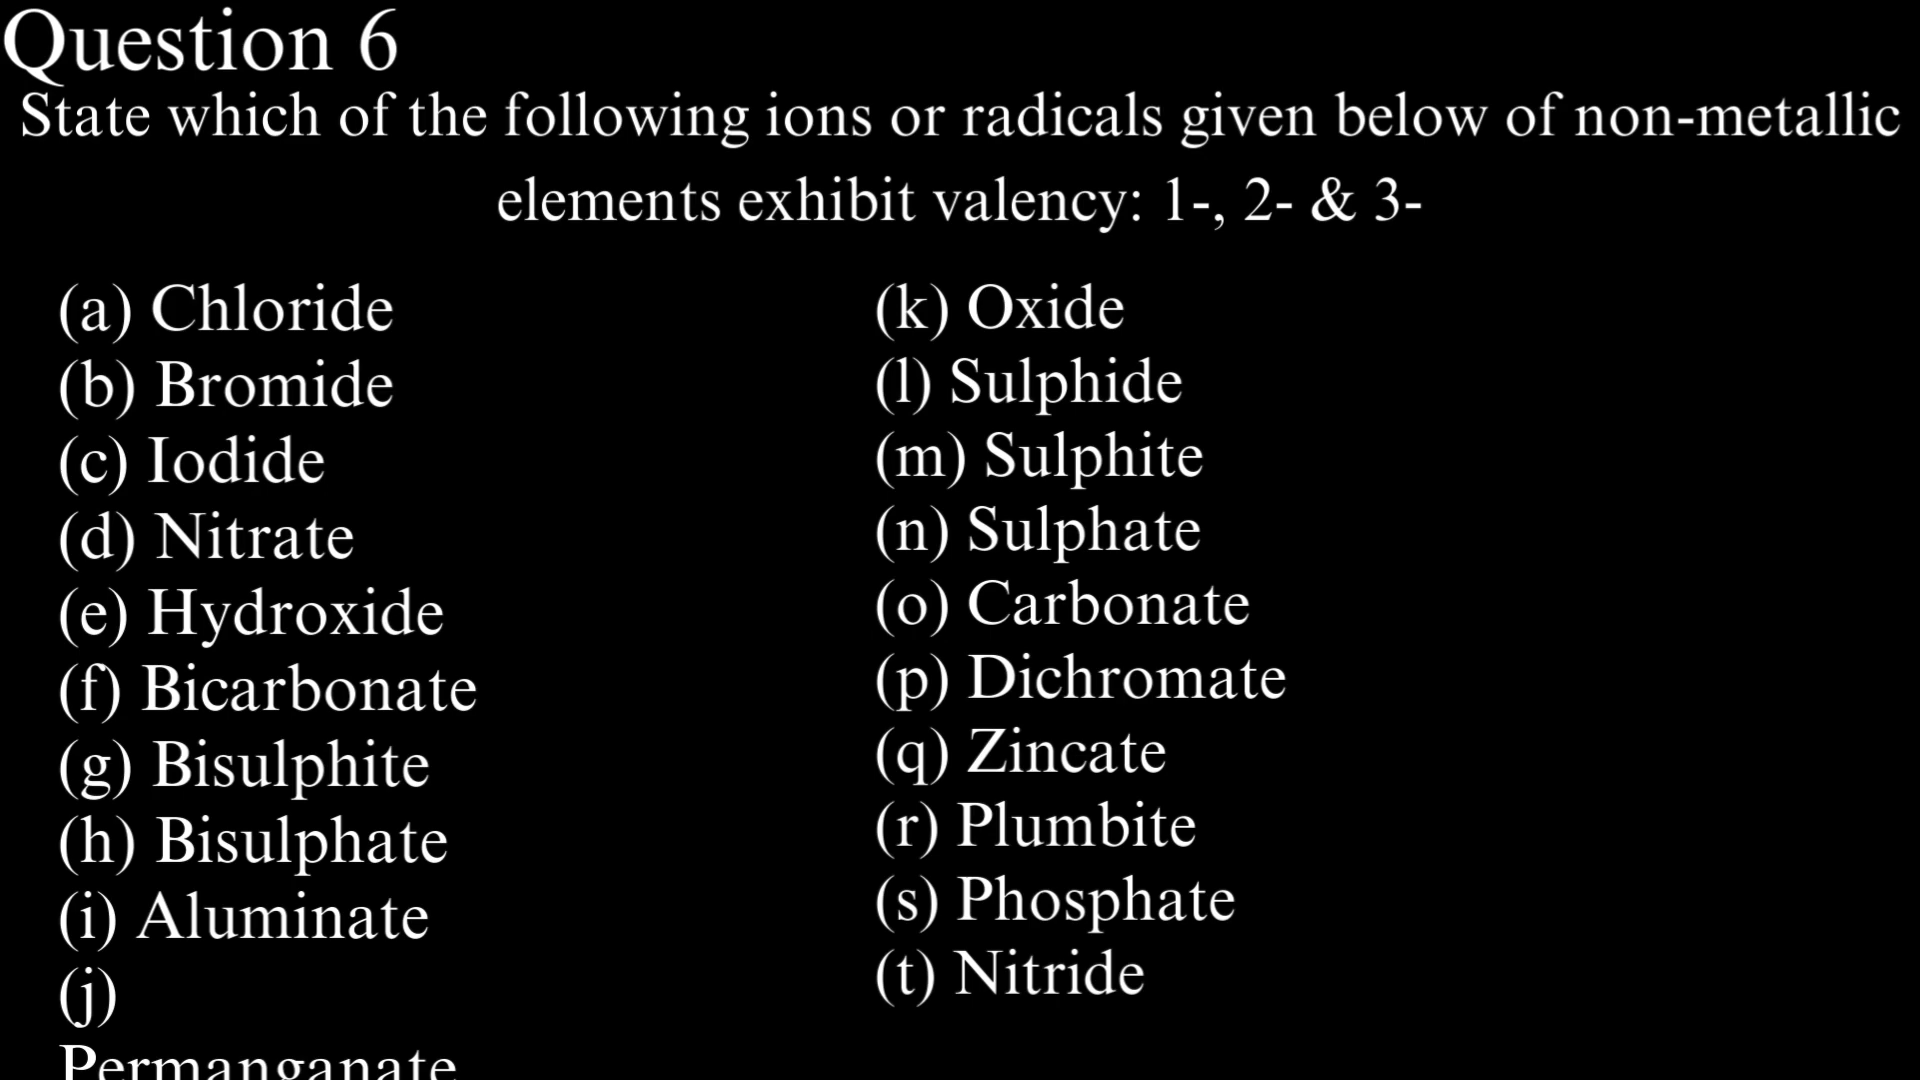 Question 6
State which of the following ions or radicals given below of non-metallic
elements exhibit valency: 1-, 2- & 3-
(a) Chloride
(b) Bromide
(c) Iodide
(d) Nitrate
(e) Hydroxide
(f) Bicarbonate
(g) Bisulphite
(h) Bisulphate
(i) Aluminate
(j)
Permanganate
(k) Oxide
(l) Sulphide
(m) Sulphite
(n) Sulphate
(o) Carbonate
(p) Dichromate
(q) Zincate
(r) Plumbite
(s) Phosphate
(t) Nitride